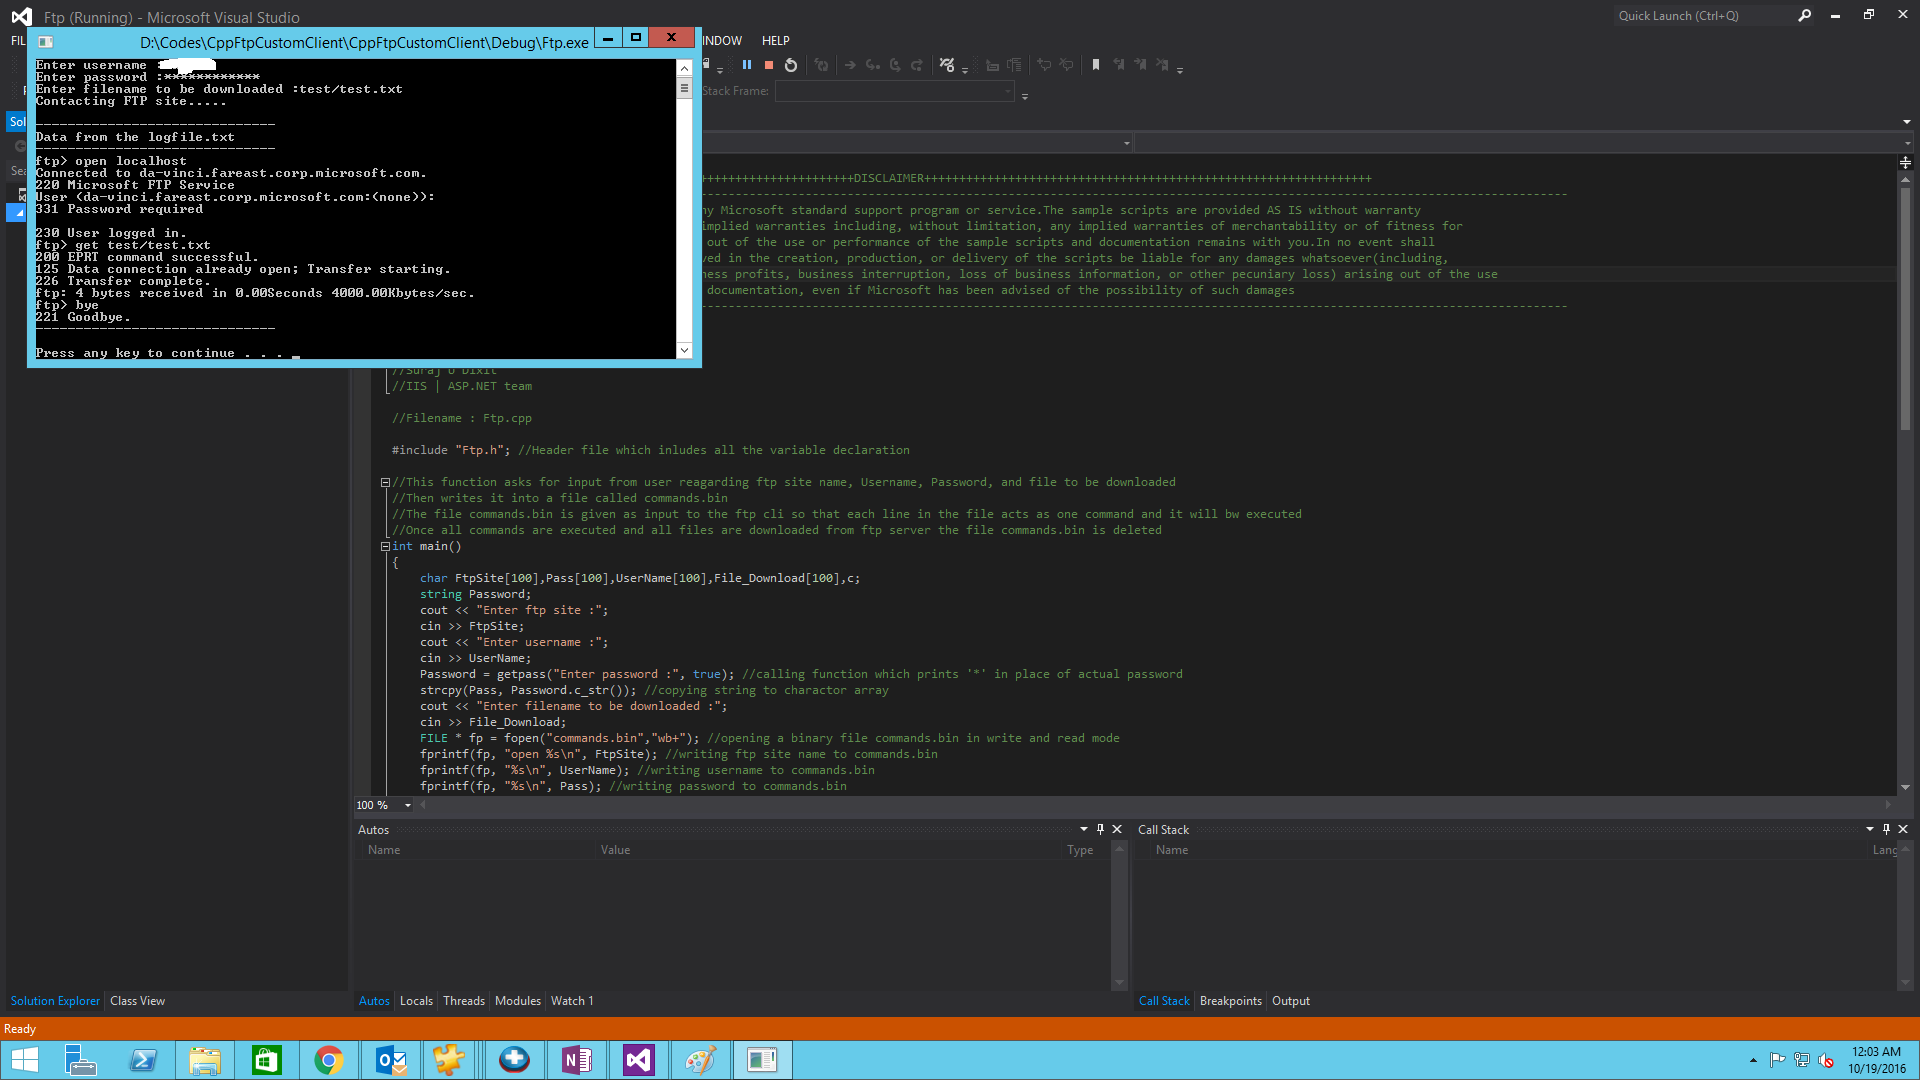 Ftp (Running) - Microsoft Visual Studio
Quick Launch (Ctrl+Q)
HELP
D:\Codes\CppFtpCustomClient\CppFtpCustomClient\Debug\Ftp.exe
Enter username :
Enter password :************
Enter filename to be downloaded :test/test.txt
Contacting FTP site.....
------------------------------
Data from the logfile.txt
------------------------------
ftp> open localhost
Connected to da-vinci.fareast.corp.microsoft.com.
220 Microsoft FTP Service
User (da-vinci.fareast.corp.microsoft.com:(none)):
331 Password required
230 User logged in.
ftp> get test/test.txt
200 EPRT command successful.
125 Data connection already open; Transfer starting.
226 Transfer complete.
ftp: 4 bytes received in 0.00Seconds 4000.00Kbytes/sec.
ftp> bye
221 Goodbye.
------------------------------
Press any key to continue . . . _
Stack Frame:
++++++++++++++++++++++DISCLAIMER++++++++++++++++++++++++++++++++++++++++++++++++++++++++++++++++
Microsoft standard support program or service.The sample scripts are provided AS IS without warranty
implied warranties including, without limitation, any implied warranties of merchantability or of fitness for
out of the use or performance of the sample scripts and documentation remains with you.In no event shall
in the creation, production, or delivery of the scripts be liable for any damages whatsoever(including,
profits, business interruption, loss of business information, or other pecuniary loss) arising out of the use
documentation, even if Microsoft has been advised of the possibility of such damages
//Suraj U Dixit
//IIS | ASP.NET team
//Filename : Ftp.cpp
#include "Ftp.h"; //Header file which inludes all the variable declaration
//This function asks for input from user reagarding ftp site name, Username, Password, and file to be downloaded
//Then writes it into a file called commands.bin
//The file commands.bin is given as input to the ftp cli so that each line in the file acts as one command and it will bw executed
//Once all commands are executed and all files are downloaded from ftp server the file commands.bin is deleted
int main()
{
char FtpSite[100],Pass[100],UserName[100],File_Download[100],c;
string Password;
cout << "Enter ftp site :";
cin >> FtpSite;
cout << "Enter username :";
cin >> UserName;
Password = getpass("Enter password :", true); //calling function which prints '*' in place of actual password
strcpy(Pass, Password.c_str()); //copying string to charactor array
cout << "Enter filename to be downloaded :";
cin >> File_Download;
FILE * fp = fopen("commands.bin","wb+"); //opening a binary file commands.bin in write and read mode
fprintf(fp, "open %s\n", FtpSite); //writing ftp site name to commands.bin
fprintf(fp, "%s\n", UserName); //writing username to commands.bin
fprintf(fp, "%s\n", Pass); //writing password to commands.bin
100 %
Autos
Name Value Type
Call Stack
Name Lang
Solution Explorer Class View
Autos Locals Threads Modules Watch 1
Call Stack Breakpoints Output
Ready
12:03 AM
10/19/2016